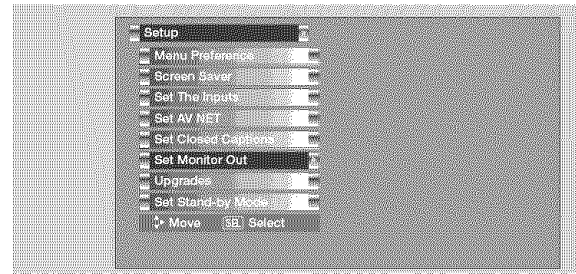 Setup
Menu Preference
Screen Saver
Set The Inputs
Set AV NET
Set Closed Captions
Set Monitor Out
Upgrades
Set Stand-by Mode
Move SEL Select